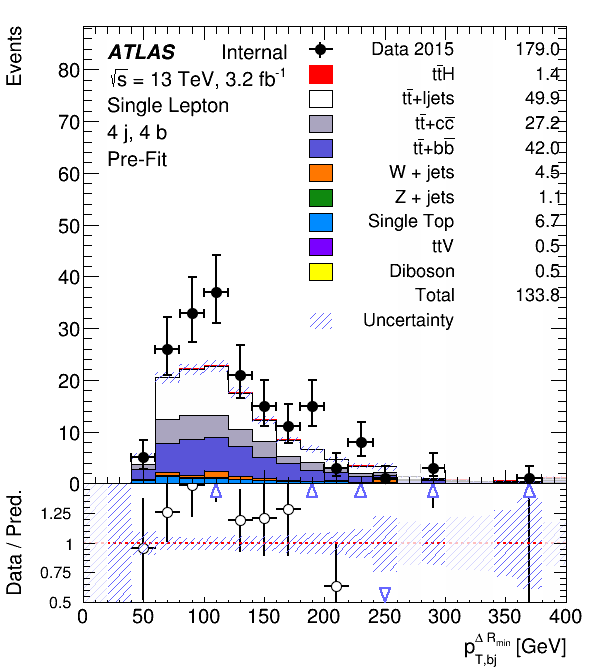 Events
ATLAS Internal
√s = 13 TeV, 3.2 fb⁻¹
Single Lepton
4 j, 4 b
Pre-Fit
Data 2015 179.0
tt̄H 1.4
tt̄+ljets 49.9
tt̄+cc̄ 27.2
tt̄+bb̄ 42.0
W + jets 4.5
Z + jets 1.1
Single Top 6.7
ttV 0.5
Diboson 0.5
Total 133.8
Uncertainty
80
70
60
50
40
30
20
10
0
Data / Pred.
1.25
1
0.75
0.5
0 50 100 150 200 250 300 350 400
p_{T,bj}^{Δ R_{min}} [GeV]